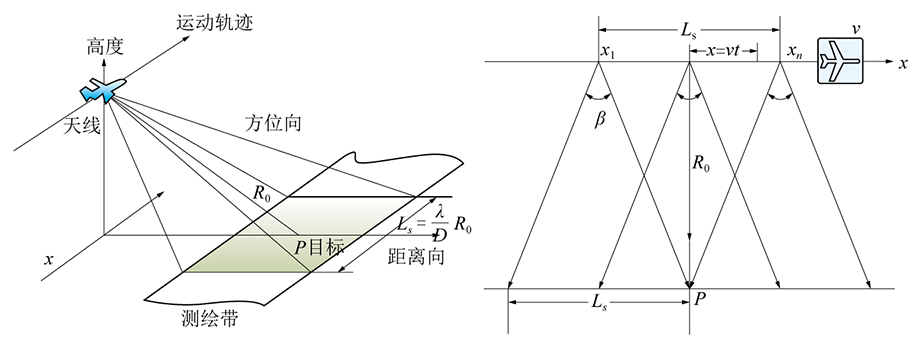 运动轨迹
高度
天线
方位向
R₀
Lₛ = λ/D R₀
P目标
距离向
x
测绘带
Lₛ
v
x₁
x=vt
xₙ
x
β
R₀
Lₛ
P